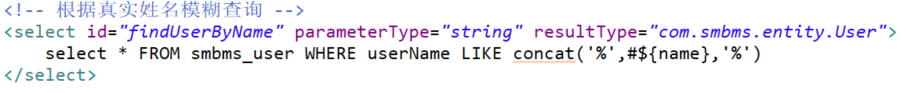 <!-- 根据真实姓名模糊查询 -->
<select id="findUserByName" parameterType="string" resultType="com.smbms.entity.User">
select * FROM smbms_user WHERE userName LIKE concat('%',#${name},'%')
</select>